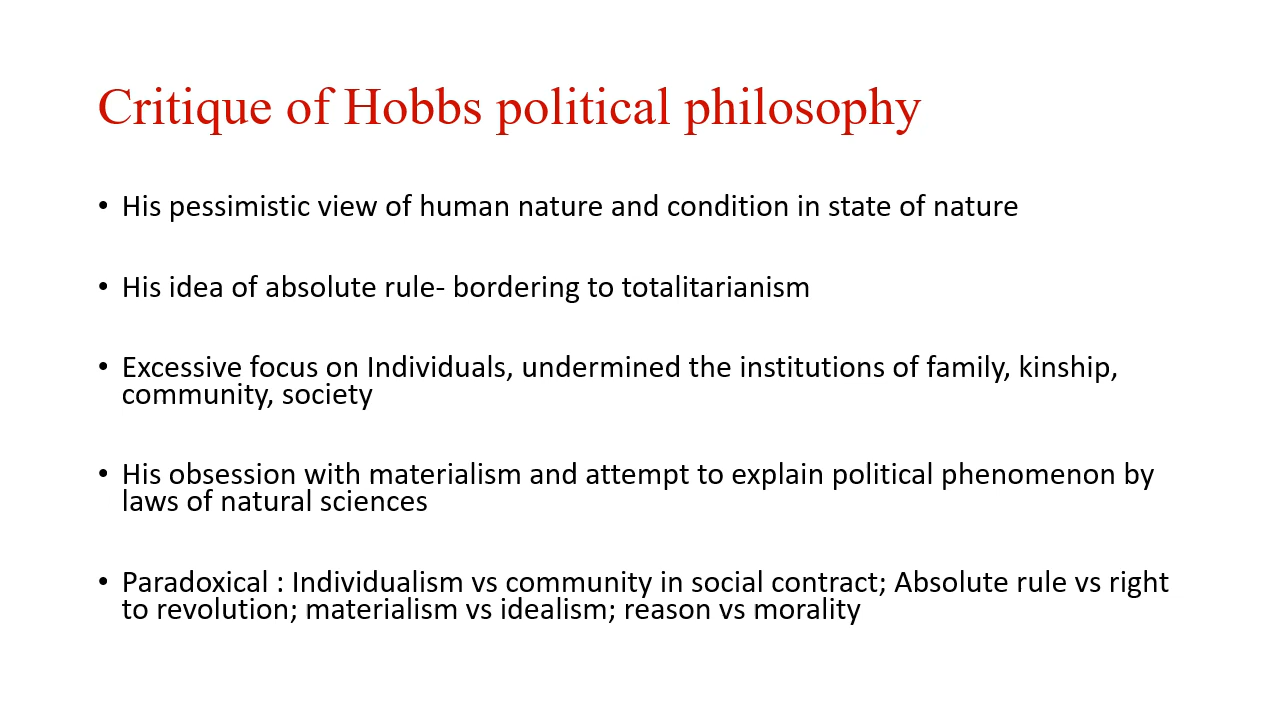 Critique of Hobbs political philosophy
• His pessimistic view of human nature and condition in state of nature
• His idea of absolute rule- bordering to totalitarianism
• Excessive focus on Individuals, undermined the institutions of family, kinship,
community, society
• His obsession with materialism and attempt to explain political phenomenon by
laws of natural sciences
• Paradoxical : Individualism vs community in social contract; Absolute rule vs right
to revolution; materialism vs idealism; reason vs morality